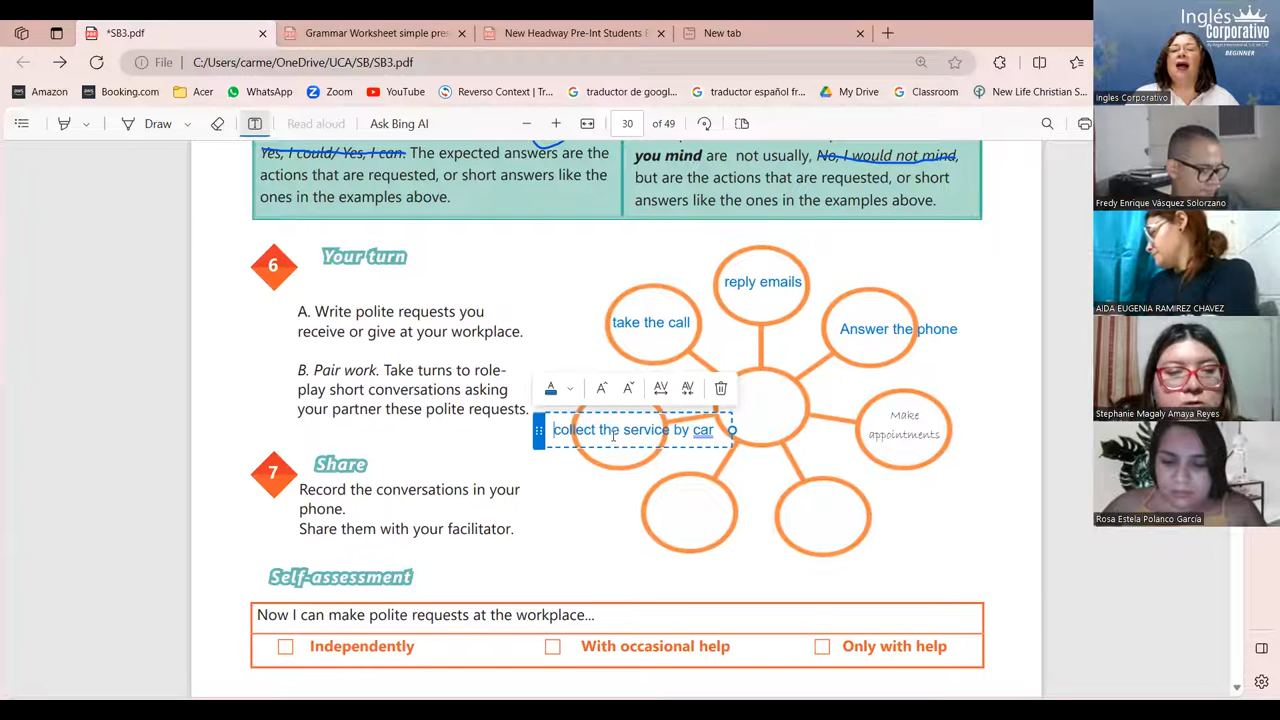 *SB3.pdf
Grammar Worksheet simple pres
New Headway Pre-Int Students B
New tab
File
C:/Users/carme/OneDrive/UCA/SB/SB3.pdf
Amazon
Booking.com
Acer
WhatsApp
Zoom
YouTube
Reverso Context | Tr...
traductor de googl...
traductor español fr...
My Drive
Classroom
New Life Christian S...
Draw
Read aloud
Ask Bing AI
30
of 49
Yes, I could/ Yes, I can. The expected answers are the
actions that are requested, or short answers like the
ones in the examples above.
you mind are not usually, No, I would not mind,
but are the actions that are requested, or short
answers like the ones in the examples above.
6
Your turn
A. Write polite requests you
receive or give at your workplace.
B. Pair work. Take turns to role-
play short conversations asking
your partner these polite requests.
7
Share
Record the conversations in your
phone.
Share them with your facilitator.
reply emails
take the call
Answer the phone
collect the service by car
Make
appointments
Self-assessment
Now I can make polite requests at the workplace...
Independently
With occasional help
Only with help
Inglés
Corporativo
BEGINNER
Ingles Corporativo
Fredy Enrique Vásquez Solorzano
AIDA EUGENIA RAMIREZ CHAVEZ
Stephanie Magaly Amaya Reyes
Rosa Estela Polanco García